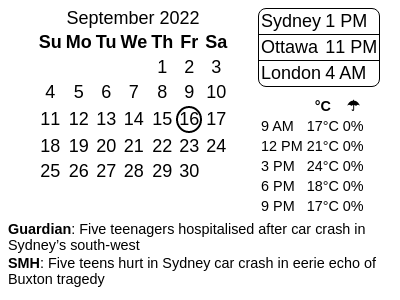 September 2022
Su Mo Tu We Th Fr Sa
1 2 3
4 5 6 7 8 9 10
11 12 13 14 15 16 17
18 19 20 21 22 23 24
25 26 27 28 29 30
Sydney 1 PM
Ottawa 11 PM
London 4 AM
°C ☂
9 AM 17°C 0%
12 PM 21°C 0%
3 PM 24°C 0%
6 PM 18°C 0%
9 PM 17°C 0%
Guardian: Five teenagers hospitalised after car crash in
Sydney’s south-west
SMH: Five teens hurt in Sydney car crash in eerie echo of
Buxton tragedy